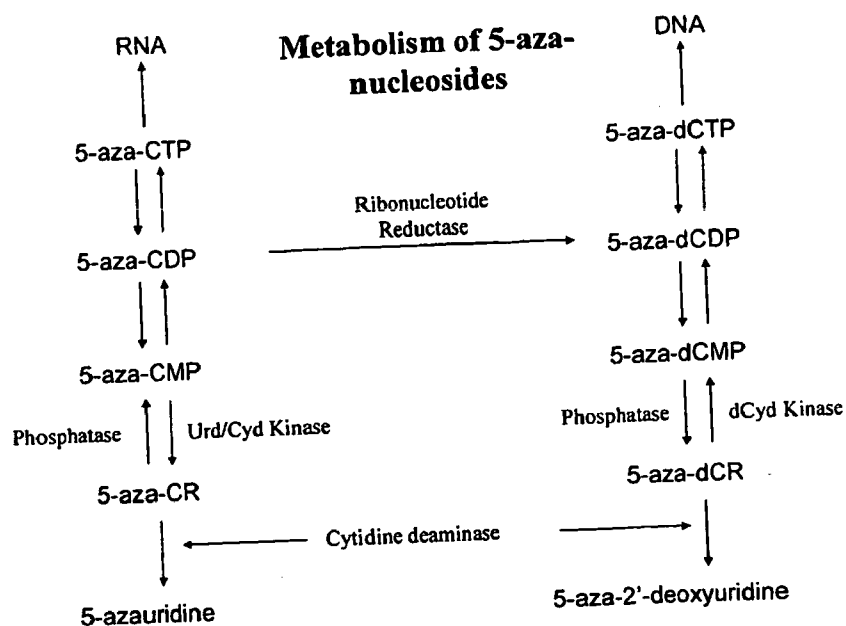 Metabolism of 5-aza-
nucleosides
RNA
DNA
5-aza-CTP
5-aza-dCTP
Ribonucleotide
Reductase
5-aza-CDP
5-aza-dCDP
5-aza-CMP
5-aza-dCMP
Phosphatase
Urd/Cyd Kinase
Phosphatase
dCyd Kinase
5-aza-CR
5-aza-dCR
Cytidine deaminase
5-azauridine
5-aza-2'-deoxyuridine